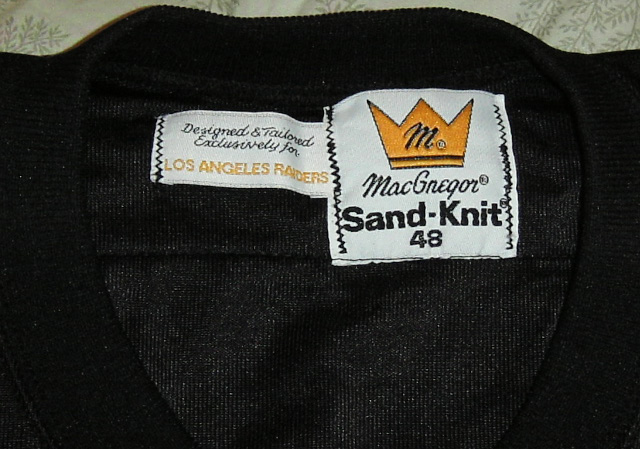 Designed & Tailored
Exclusively for
LOS ANGELES RAIDERS
M.
MacGregor®
Sand-Knit®
48